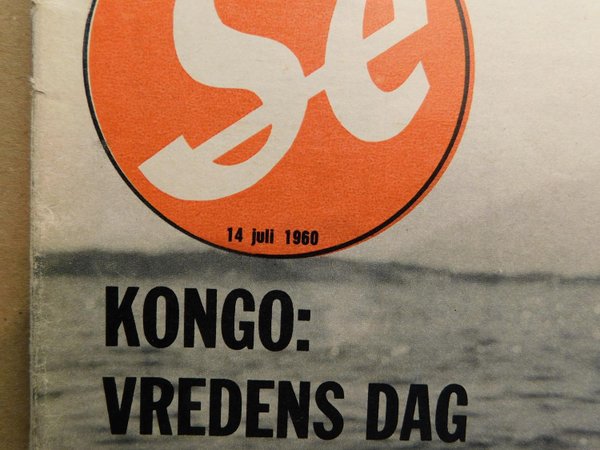 Se
14 juli 1960
KONGO:
VREDENS DAG